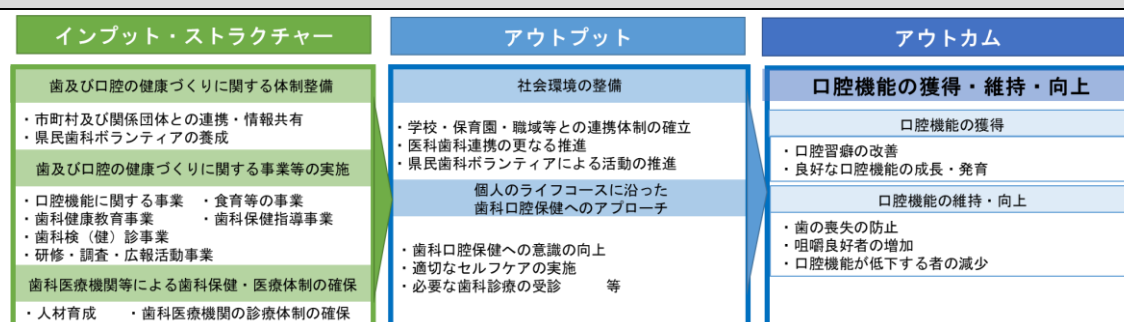 インプット・ストラクチャー
歯及び口腔の健康づくりに関する体制整備
・市町村及び関係団体との連携・情報共有
・県民歯科ボランティアの養成
歯及び口腔の健康づくりに関する事業等の実施
・口腔機能に関する事業 ・食育等の事業
・歯科健康教育事業 ・歯科保健指導事業
・歯科検（健）診事業
・研修・調査・広報活動事業
歯科医療機関等による歯科保健・医療体制の確保
・人材育成 ・歯科医療機関の診療体制の確保
アウトプット
社会環境の整備
・学校・保育園・職域等との連携体制の確立
・医科歯科連携の更なる推進
・県民歯科ボランティアによる活動の推進
個人のライフコースに沿った
歯科口腔保健へのアプローチ
・歯科口腔保健への意識の向上
・適切なセルフケアの実施
・必要な歯科診療の受診 等
アウトカム
口腔機能の獲得・維持・向上
口腔機能の獲得
・口腔習癖の改善
・良好な口腔機能の成長・発育
口腔機能の維持・向上
・歯の喪失の防止
・咀嚼良好者の増加
・口腔機能が低下する者の減少